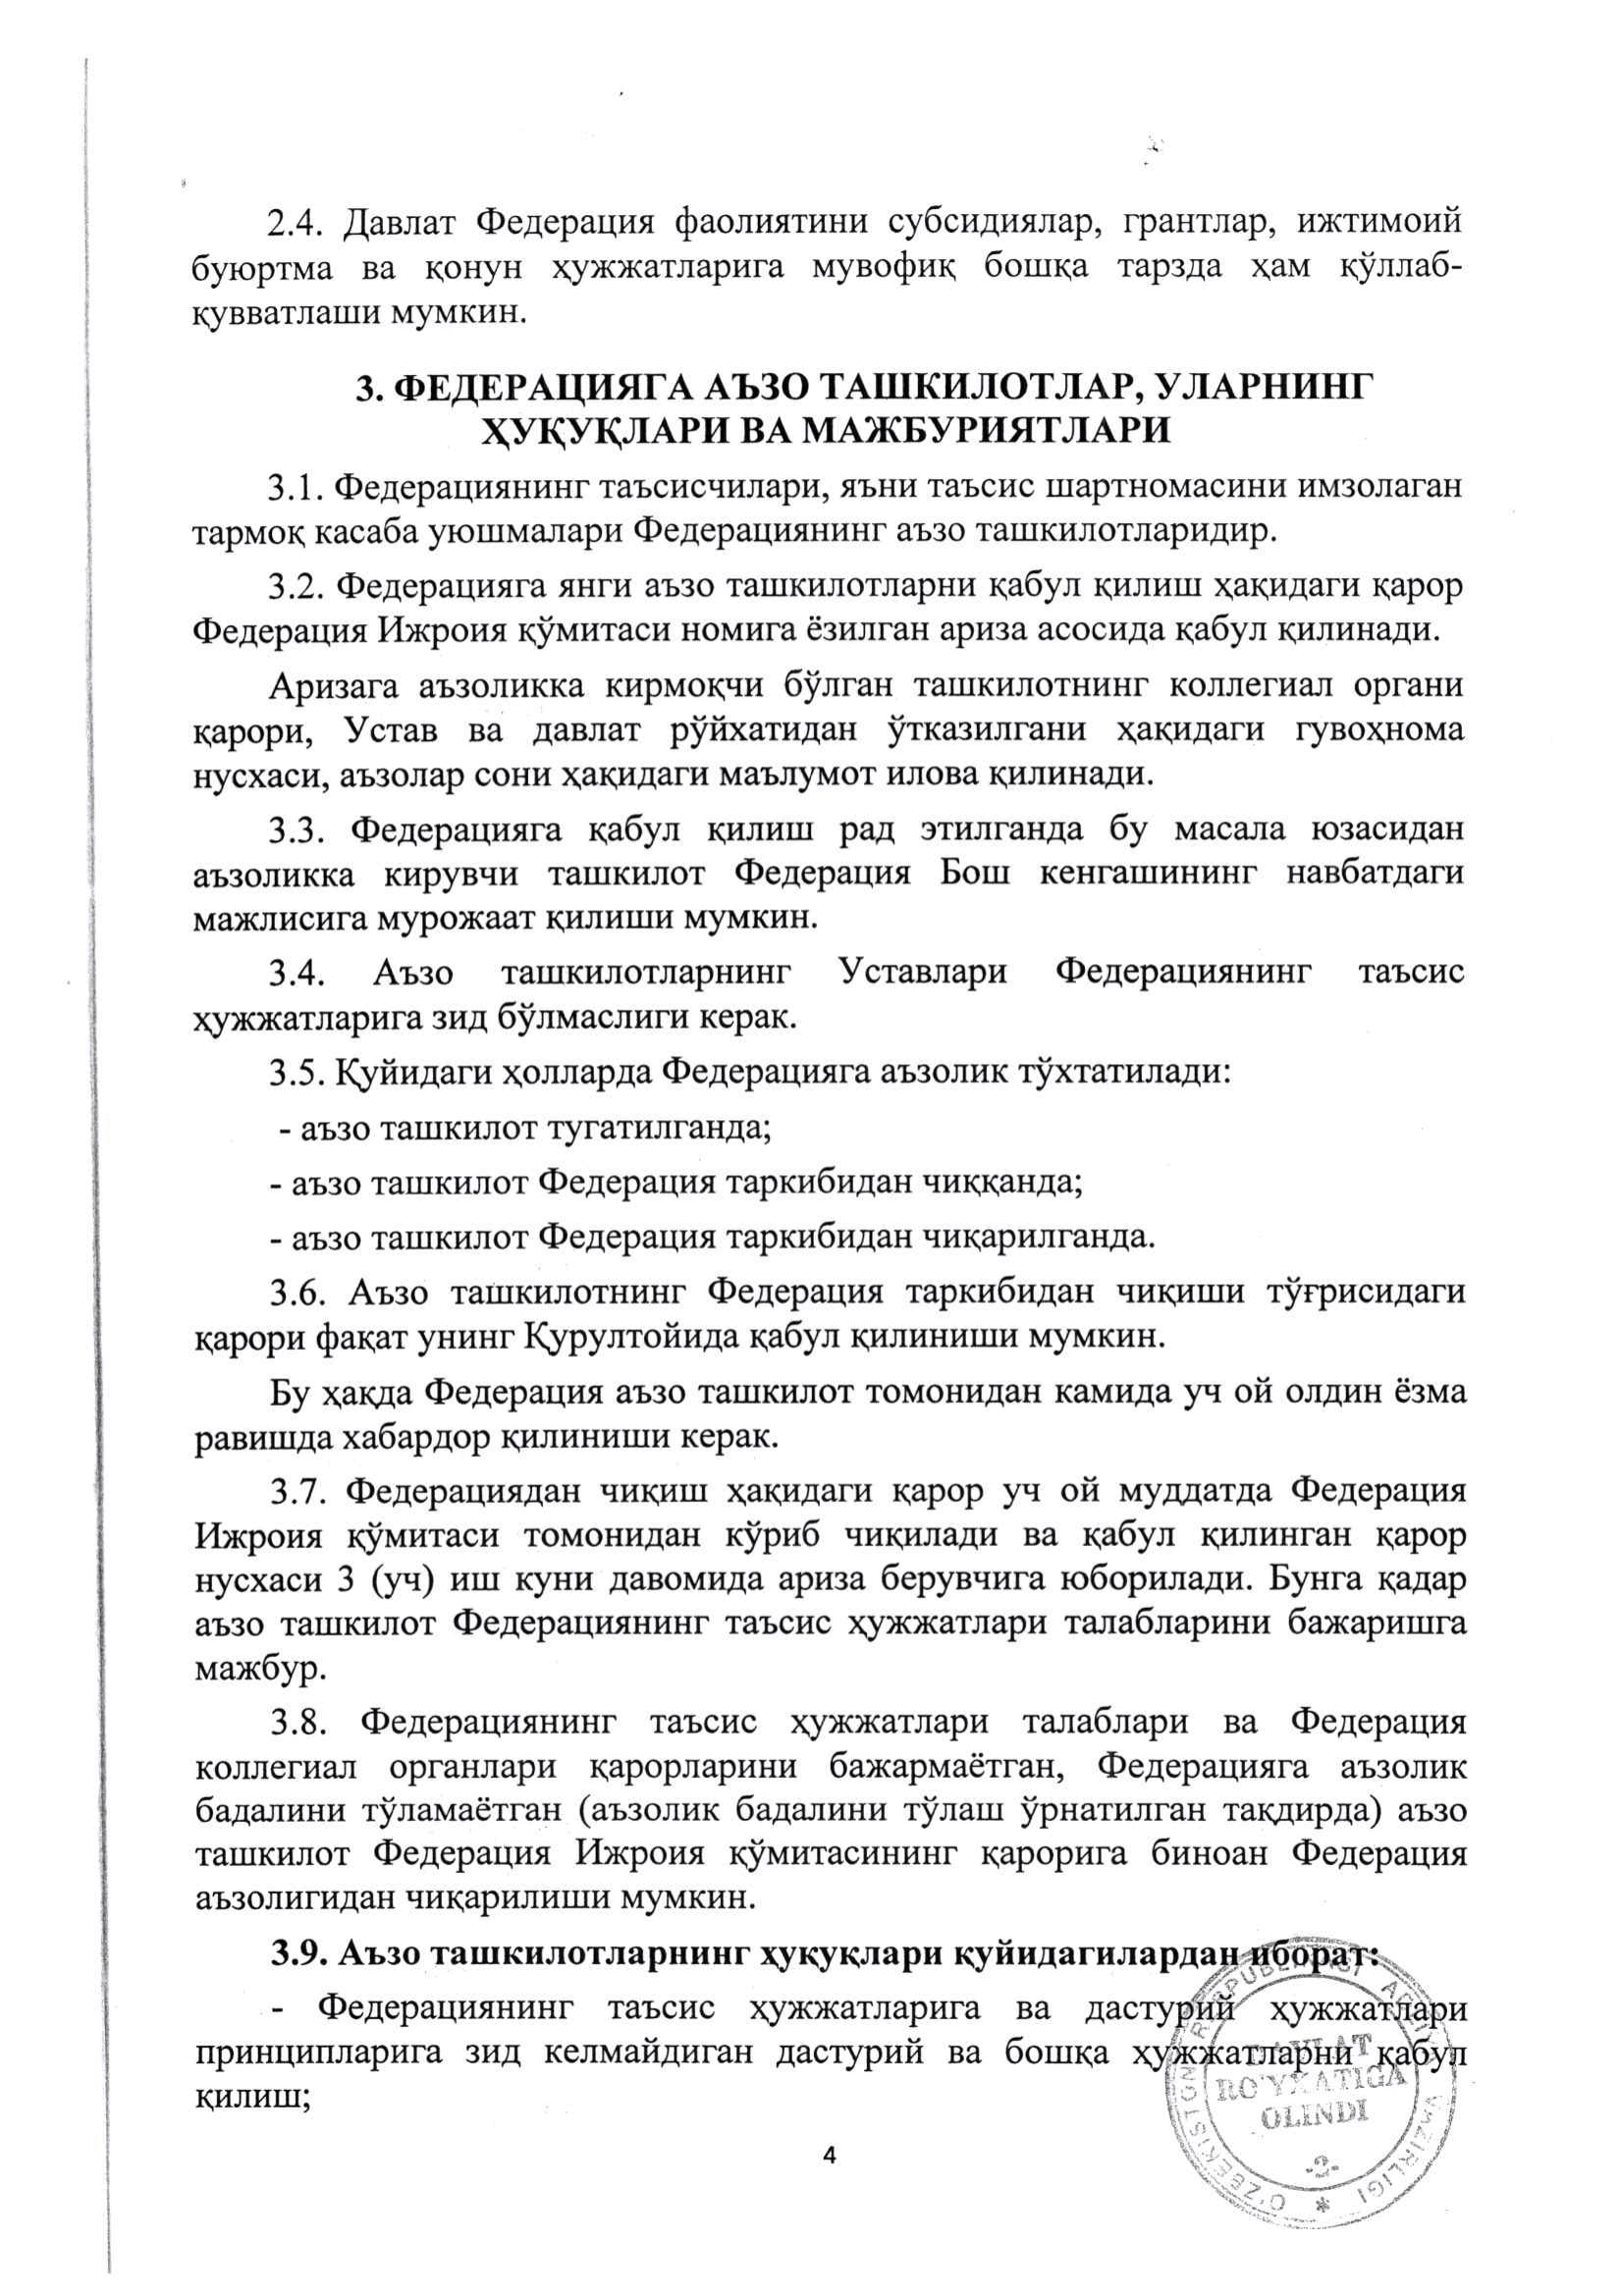 2.4. Давлат Федерация фаолиятини субсидиялар, грантлар, ижтимоий
буюртма ва қонун ҳужжатларига мувофиқ бошқа тарзда ҳам қўллаб-
қувватлаши мумкин.
3. ФЕДЕРАЦИЯГА АЪЗО ТАШКИЛОТЛАР, УЛАРНИНГ
ҲУҚУҚЛАРИ ВА МАЖБУРИЯТЛАРИ
3.1. Федерациянинг таъсисчилари, яъни таъсис шартномасини имзолаган
тармоқ касаба уюшмалари Федерациянинг аъзо ташкилотларидир.
3.2. Федерацияга янги аъзо ташкилотларни қабул қилиш ҳақидаги қарор
Федерация Ижроия қўмитаси номига ёзилган ариза асосида қабул қилинади.
Аризага аъзоликка кирмоқчи бўлган ташкилотнинг коллегиал органи
қарори, Устав ва давлат рўйхатидан ўтказилгани ҳақидаги гувоҳнома
нусхаси, аъзолар сони ҳақидаги маълумот илова қилинади.
3.3. Федерацияга қабул қилиш рад этилганда бу масала юзасидан
аъзоликка кирувчи ташкилот Федерация Бош кенгашининг навбатдаги
мажлисига мурожаат қилиши мумкин.
3.4. Аъзо ташкилотларнинг Уставлари Федерациянинг таъсис
ҳужжатларига зид бўлмаслиги керак.
3.5. Қуйидаги ҳолларда Федерацияга аъзолик тўхтатилади:
- аъзо ташкилот тугатилганда;
- аъзо ташкилот Федерация таркибидан чиққанда;
- аъзо ташкилот Федерация таркибидан чиқарилганда.
3.6. Аъзо ташкилотнинг Федерация таркибидан чиқиши тўғрисидаги
қарори фақат унинг Қурултойида қабул қилиниши мумкин.
Бу ҳақда Федерация аъзо ташкилот томонидан камида уч ой олдин ёзма
равишда хабардор қилиниши керак.
3.7. Федерациядан чиқиш ҳақидаги қарор уч ой муддатда Федерация
Ижроия қўмитаси томонидан кўриб чиқилади ва қабул қилинган қарор
нусхаси 3 (уч) иш куни давомида ариза берувчига юборилади. Бунга қадар
аъзо ташкилот Федерациянинг таъсис ҳужжатлари талабларини бажаришга
мажбур.
3.8. Федерациянинг таъсис ҳужжатлари талаблари ва Федерация
коллегиал органлари қарорларини бажармаётган, Федерацияга аъзолик
бадалини тўламаётган (аъзолик бадалини тўлаш ўрнатилган тақдирда) аъзо
ташкилот Федерация Ижроия қўмитасининг қарорига биноан Федерация
аъзолигидан чиқарилиши мумкин.
3.9. Аъзо ташкилотларнинг ҳуқуқлари қуйидагилардан иборат:
- Федерациянинг таъсис ҳужжатларига ва дастурий ҳужжатлари
принципларига зид келмайдиган дастурий ва бошқа ҳужжатларни қабул
қилиш;
4
O'ZBEKISTON RESPUBLIKASI ADLIYA VAZIRLIGI *
DAVLAT
RO'YXATIGA
OLINDI
-2-